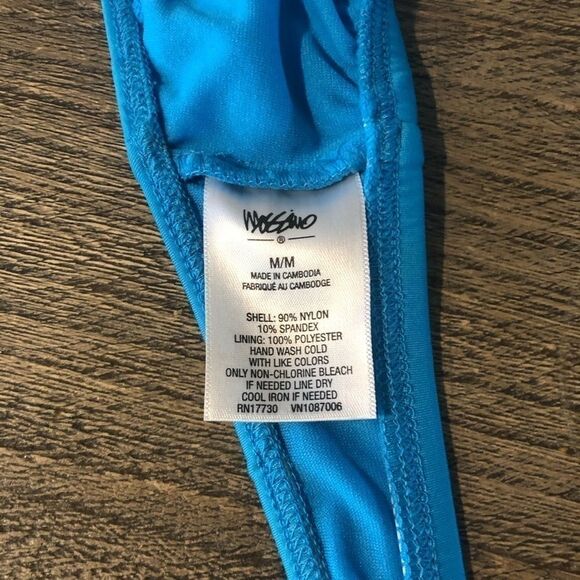 Mossimo
®
M/M
MADE IN CAMBODIA
FABRIQUÉ AU CAMBODGE
SHELL: 90% NYLON
10% SPANDEX
LINING: 100% POLYESTER
HAND WASH COLD
WITH LIKE COLORS
ONLY NON-CHLORINE BLEACH
IF NEEDED LINE DRY
COOL IRON IF NEEDED
RN17730 VN1087006